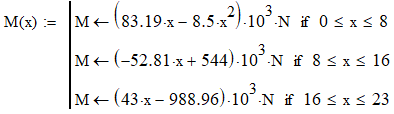 M(x) := | M ← (83.19·x − 8.5·x²)·10³·N if 0 ≤ x ≤ 8
M ← (−52.81·x + 544)·10³·N if 8 ≤ x ≤ 16
M ← (43·x − 988.96)·10³·N if 16 ≤ x ≤ 23